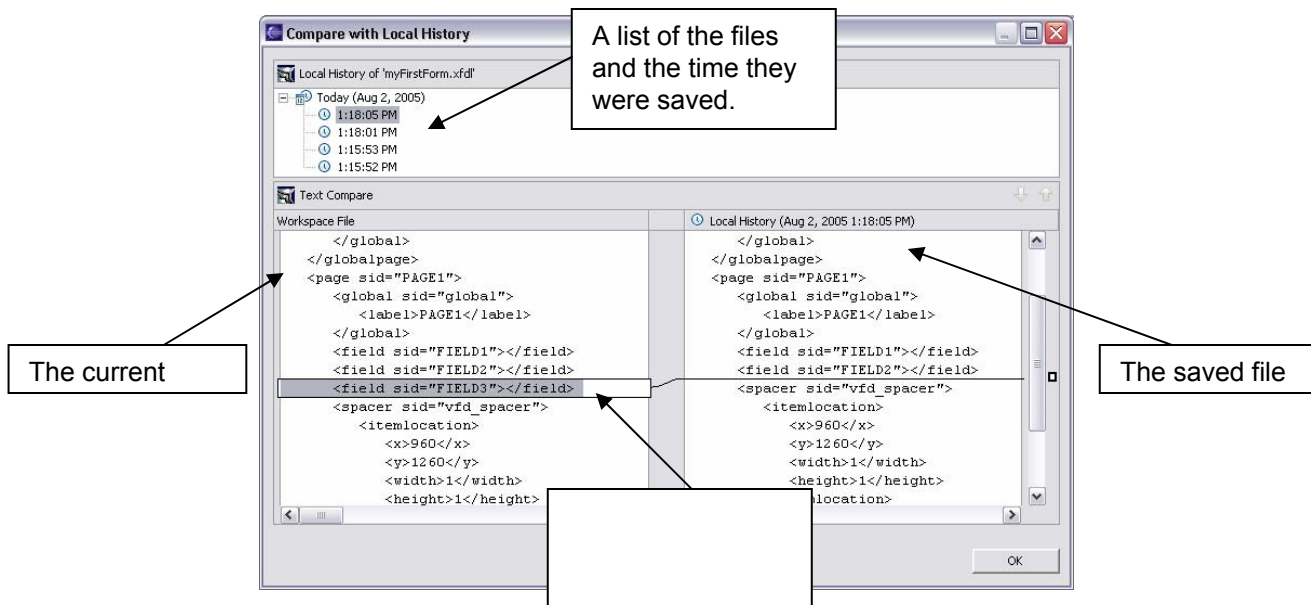 Compare with Local History
A list of the files
and the time they
were saved.
Local History of 'myFirstForm.xfdl'
Today (Aug 2, 2005)
1:18:05 PM
1:18:01 PM
1:15:53 PM
1:15:52 PM
Text Compare
Workspace File
</global>
</globalpage>
<page sid="PAGE1">
<global sid="global">
<label>PAGE1</label>
</global>
<field sid="FIELD1"></field>
<field sid="FIELD2"></field>
<field sid="FIELD3"></field>
<spacer sid="vfd_spacer">
<itemlocation>
<x>960</x>
<y>1260</y>
<width>1</width>
<height>1</height>
Local History (Aug 2, 2005 1:18:05 PM)
</global>
</globalpage>
<page sid="PAGE1">
<global sid="global">
<label>PAGE1</label>
</global>
<field sid="FIELD1"></field>
<field sid="FIELD2"></field>
<spacer sid="vfd_spacer">
<itemlocation>
<x>960</x>
<y>1260</y>
<width>1</width>
<height>1</height>
mlocation>
The current
The saved file
OK